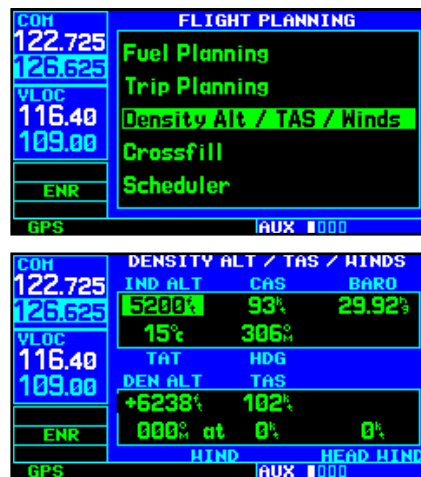 COM
FLIGHT PLANNING
122.725
Fuel Planning
126.625
Trip Planning
VLOC
116.40
Density Alt / TAS / Winds
109.00
Crossfill
ENR
Scheduler
GPS
AUX
COM
DENSITY ALT / TAS / WINDS
122.725
IND ALT CAS BARO
126.625
5200ft 93kt 29.92hg
15°c 306°m
VLOC
116.40
TAT HDG
109.00
DEN ALT TAS
+6238ft 102kt
ENR
000°m at 0kt 0kt
WIND HEAD WIND
GPS
AUX